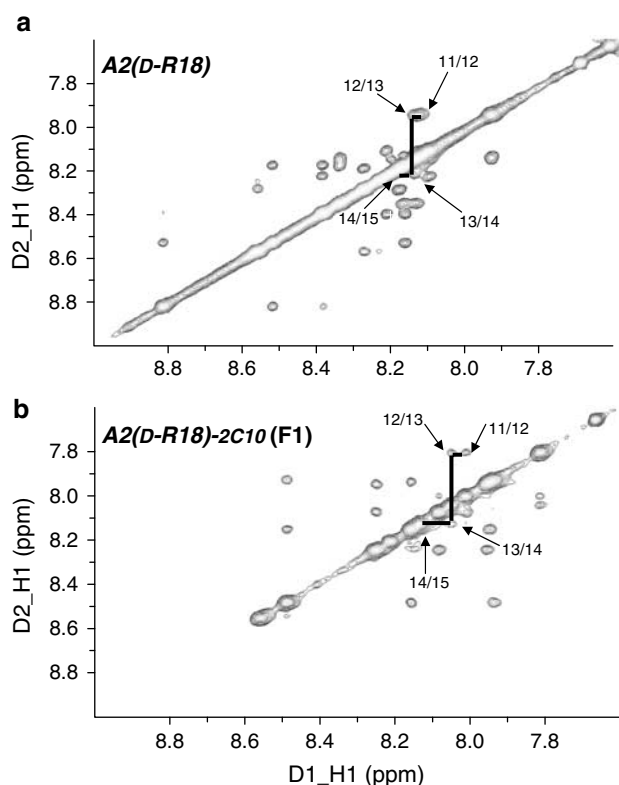 a
A2(D-R18)
12/13
11/12
14/15
13/14
7.8
8.0
8.2
8.4
8.6
8.8
D2_H1 (ppm)
8.8 8.6 8.4 8.2 8.0 7.8
b
A2(D-R18)-2C10 (F1)
12/13
11/12
14/15
13/14
7.8
8.0
8.2
8.4
8.6
8.8
D2_H1 (ppm)
8.8 8.6 8.4 8.2 8.0 7.8
D1_H1 (ppm)